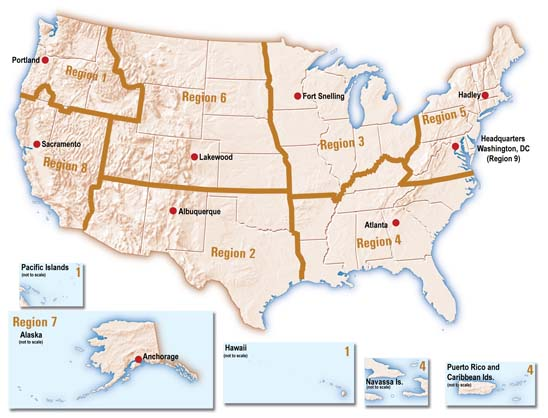 Portland
Region 1
Region 6
Fort Snelling
Hadley
Region 5
Headquarters
Washington, DC
(Region 9)
Sacramento
Region 8
Lakewood
Region 3
Albuquerque
Region 2
Atlanta
Region 4
Pacific Islands
(not to scale)
1
Region 7
Alaska
(not to scale)
Anchorage
Hawaii
(not to scale)
1
4
Navassa Is.
(not to scale)
Puerto Rico and
Caribbean Ids.
(not to scale)
4